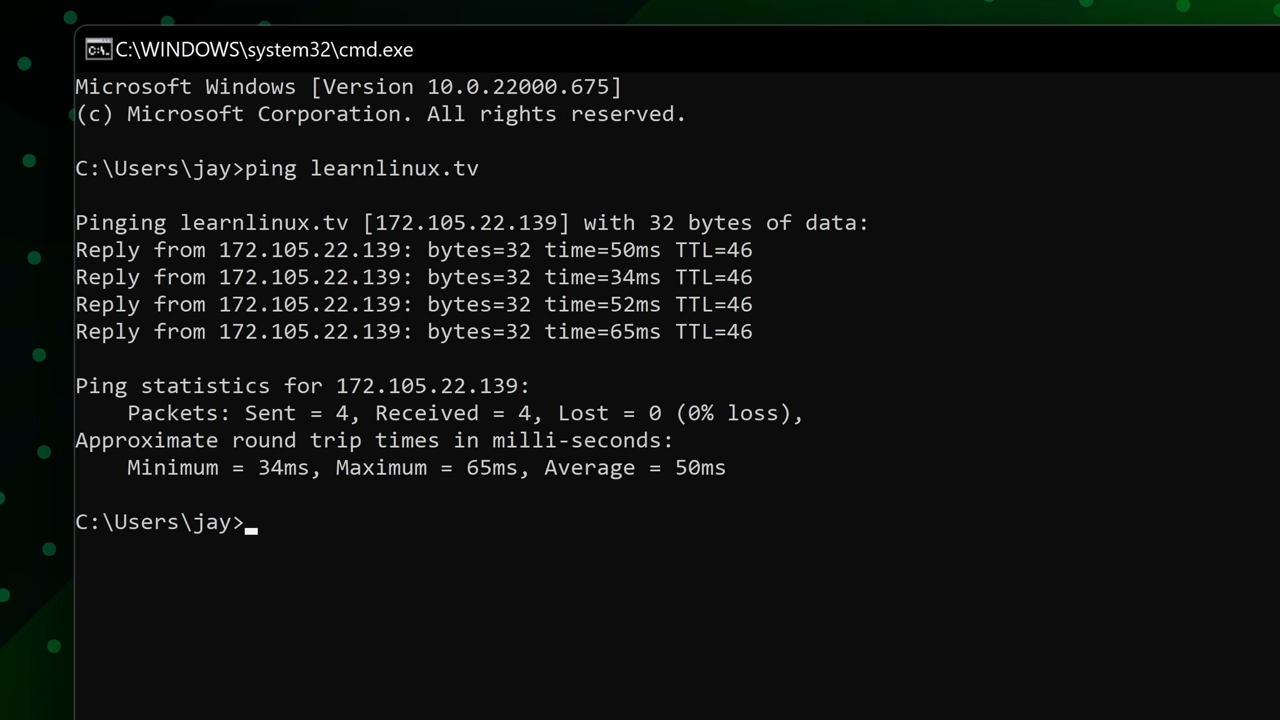 C:\WINDOWS\system32\cmd.exe
Microsoft Windows [Version 10.0.22000.675]
(c) Microsoft Corporation. All rights reserved.
C:\Users\jay>ping learnlinux.tv
Pinging learnlinux.tv [172.105.22.139] with 32 bytes of data:
Reply from 172.105.22.139: bytes=32 time=50ms TTL=46
Reply from 172.105.22.139: bytes=32 time=34ms TTL=46
Reply from 172.105.22.139: bytes=32 time=52ms TTL=46
Reply from 172.105.22.139: bytes=32 time=65ms TTL=46
Ping statistics for 172.105.22.139:
    Packets: Sent = 4, Received = 4, Lost = 0 (0% loss),
Approximate round trip times in milli-seconds:
    Minimum = 34ms, Maximum = 65ms, Average = 50ms
C:\Users\jay>